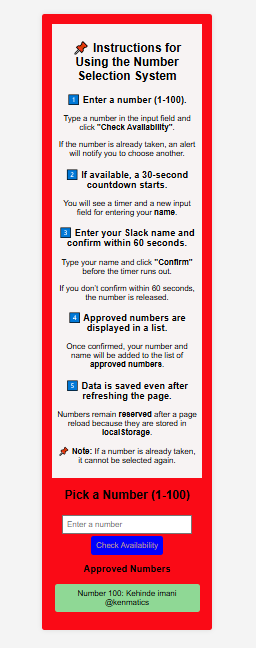 📌 Instructions for
Using the Number
Selection System
1️⃣ Enter a number (1-100).
Type a number in the input field and
click "Check Availability".
If the number is already taken, an alert
will notify you to choose another.
2️⃣ If available, a 30-second
countdown starts.
You will see a timer and a new input
field for entering your name.
3️⃣ Enter your Slack name and
confirm within 60 seconds.
Type your name and click "Confirm"
before the timer runs out.
If you don't confirm within 60 seconds,
the number is released.
4️⃣ Approved numbers are
displayed in a list.
Once confirmed, your number and
name will be added to the list of
approved numbers.
5️⃣ Data is saved even after
refreshing the page.
Numbers remain reserved after a page
reload because they are stored in
localStorage.
📌 Note: If a number is already taken,
it cannot be selected again.
Pick a Number (1-100)
Enter a number
Check Availability
Approved Numbers
Number 100: Kehinde imani
@kenmatics